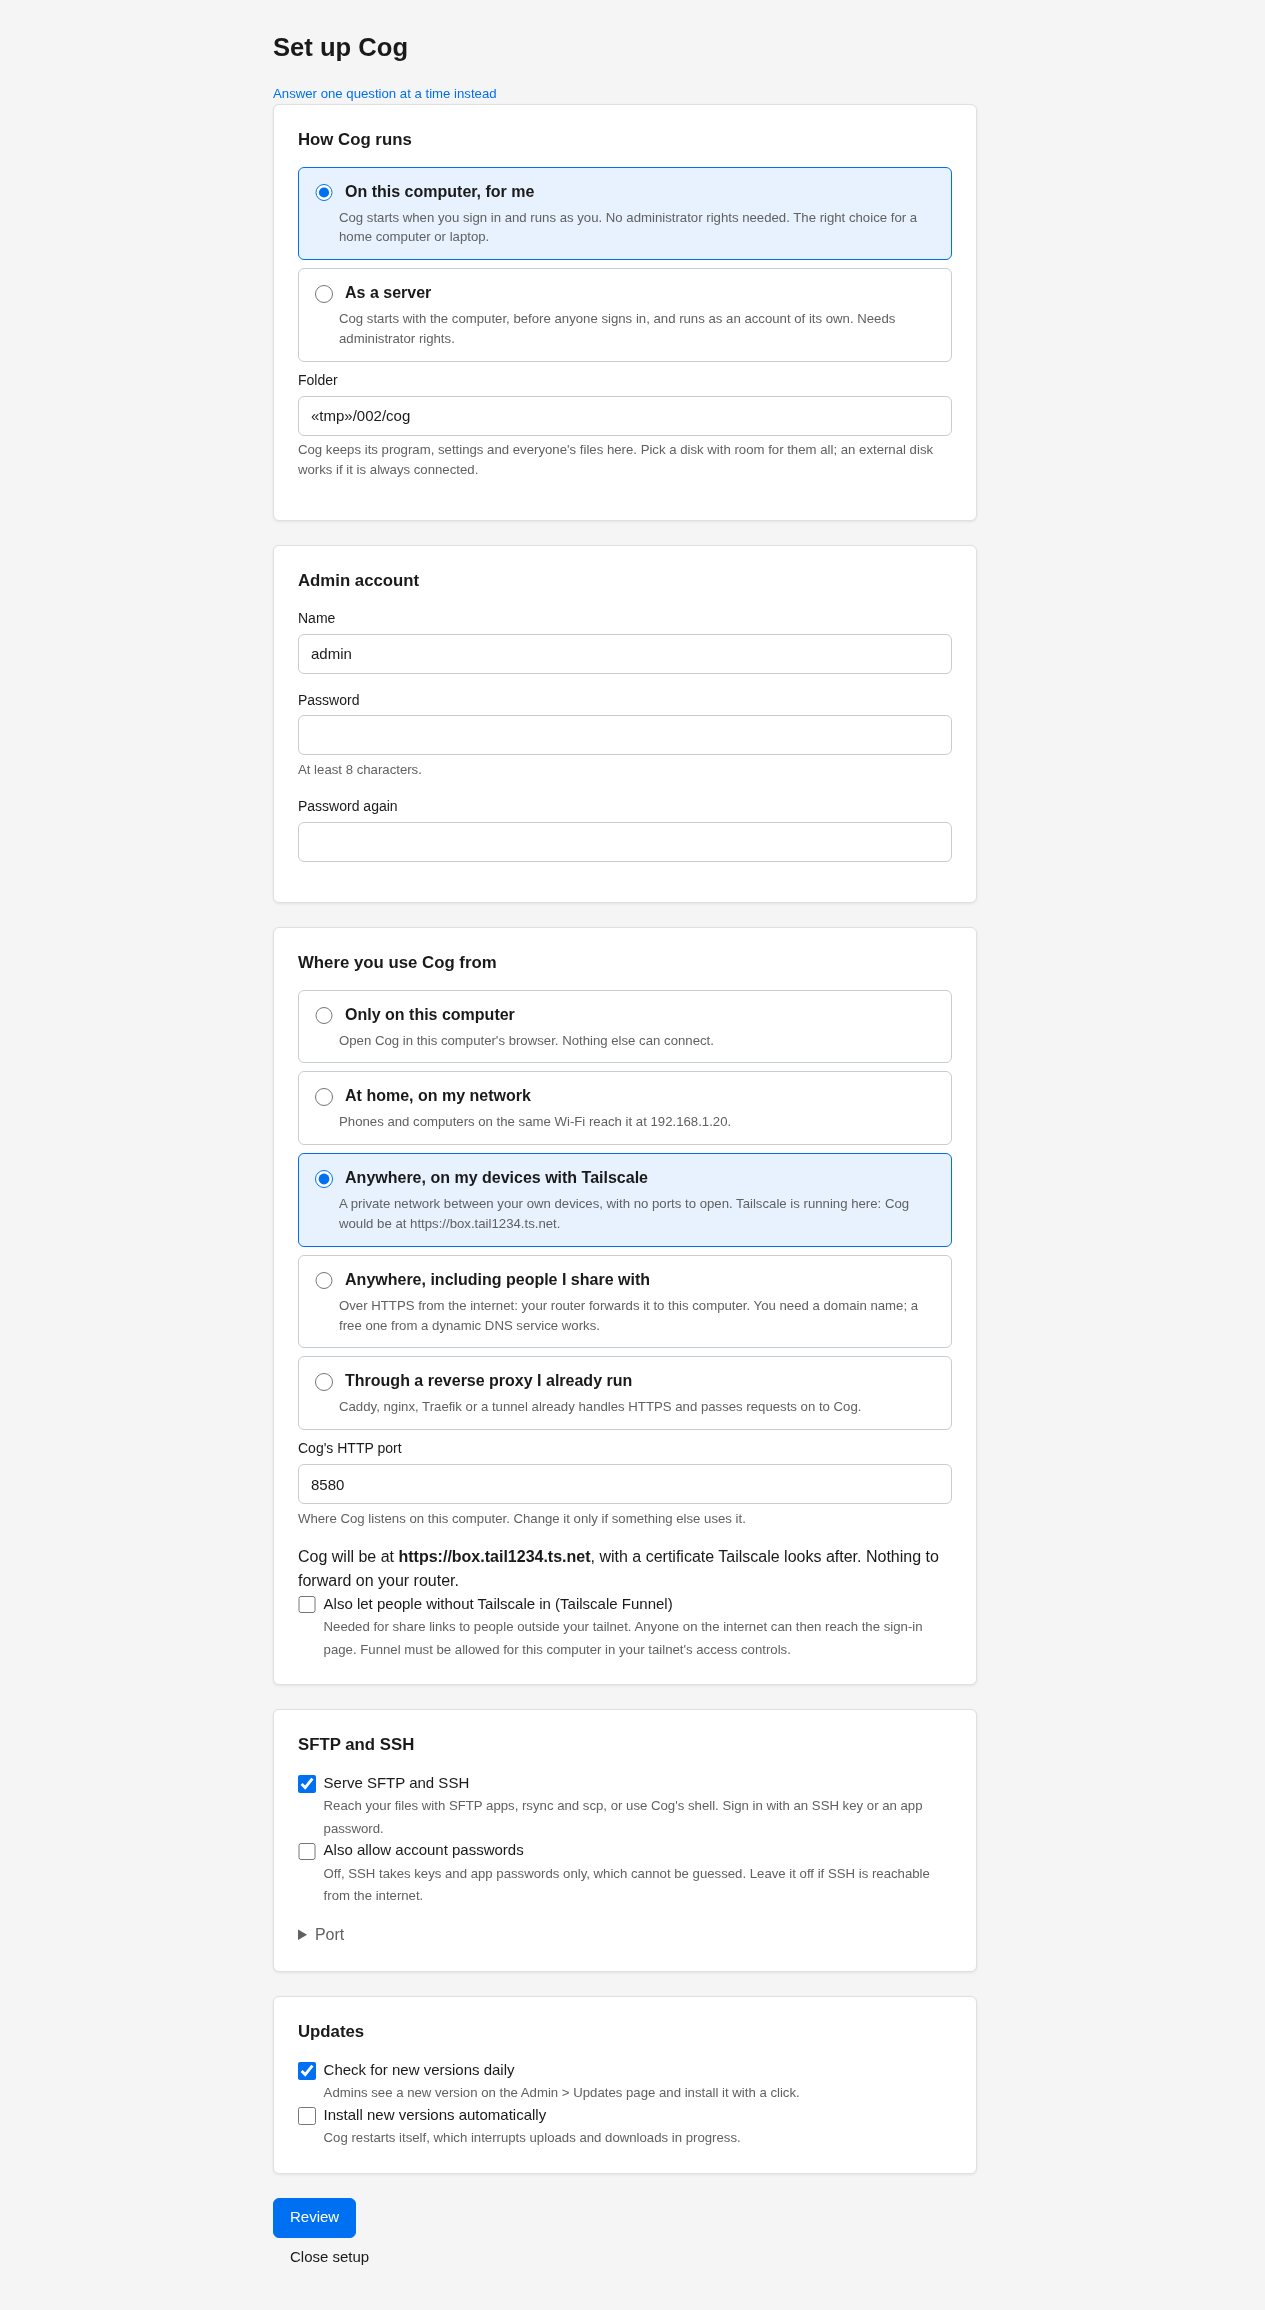 Set up Cog
Answer one question at a time instead
How Cog runs
On this computer, for me
Cog starts when you sign in and runs as you. No administrator rights needed. The right choice for a
home computer or laptop.
As a server
Cog starts with the computer, before anyone signs in, and runs as an account of its own. Needs
administrator rights.
Folder
«tmp»/002/cog
Cog keeps its program, settings and everyone's files here. Pick a disk with room for them all; an external disk
works if it is always connected.
Admin account
Name
admin
Password
At least 8 characters.
Password again
Where you use Cog from
Only on this computer
Open Cog in this computer's browser. Nothing else can connect.
At home, on my network
Phones and computers on the same Wi-Fi reach it at 192.168.1.20.
Anywhere, on my devices with Tailscale
A private network between your own devices, with no ports to open. Tailscale is running here: Cog
would be at https://box.tail1234.ts.net.
Anywhere, including people I share with
Over HTTPS from the internet: your router forwards it to this computer. You need a domain name; a
free one from a dynamic DNS service works.
Through a reverse proxy I already run
Caddy, nginx, Traefik or a tunnel already handles HTTPS and passes requests on to Cog.
Cog's HTTP port
8580
Where Cog listens on this computer. Change it only if something else uses it.
Cog will be at https://box.tail1234.ts.net, with a certificate Tailscale looks after. Nothing to
forward on your router.
Also let people without Tailscale in (Tailscale Funnel)
Needed for share links to people outside your tailnet. Anyone on the internet can then reach the sign-in
page. Funnel must be allowed for this computer in your tailnet's access controls.
SFTP and SSH
Serve SFTP and SSH
Reach your files with SFTP apps, rsync and scp, or use Cog's shell. Sign in with an SSH key or an app
password.
Also allow account passwords
Off, SSH takes keys and app passwords only, which cannot be guessed. Leave it off if SSH is reachable
from the internet.
Port
Updates
Check for new versions daily
Admins see a new version on the Admin > Updates page and install it with a click.
Install new versions automatically
Cog restarts itself, which interrupts uploads and downloads in progress.
Review
Close setup